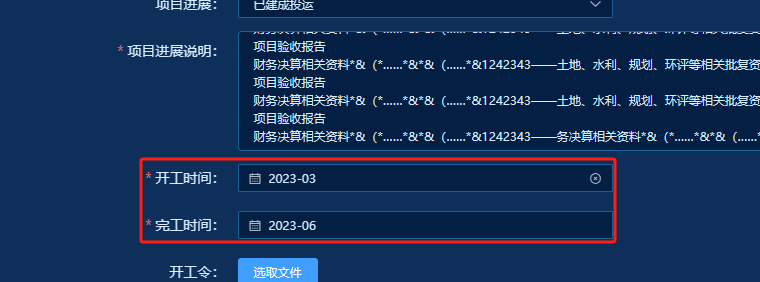 项目进展： 已建成投运
* 项目进展说明：
项目验收报告
财务决算相关资料*&（*......*&*&（......*&1242343——土地、水利、规划、环评等相关批复资
项目验收报告
财务决算相关资料*&（*......*&*&（......*&1242343——土地、水利、规划、环评等相关批复资
项目验收报告
财务决算相关资料*&（*......*&*&（......*&1242343——务决算相关资料*&（*......*&*&（......*
* 开工时间： 2023-03
* 完工时间： 2023-06
开工令： 选取文件